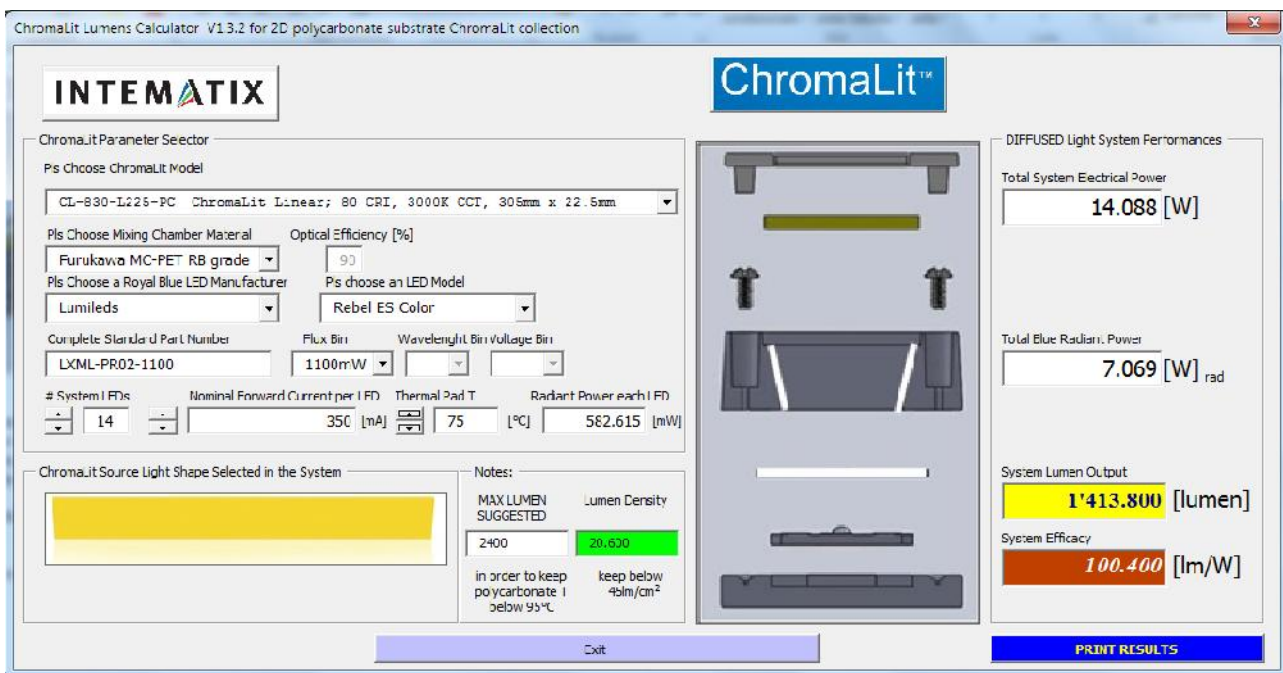 ChromaLit Lumens Calculator V1.3.2 for 2D polycarbonate substrate ChromaLit collection
INTEMATIX
ChromaLit™
ChromaLit Parameter Selector
Pls Choose ChromaLit Model
CL-830-L225-PC ChromaLit Linear; 80 CRI, 3000K CCT, 305mm x 22.5mm
Pls Choose Mixing Chamber Material
Optical Efficiency [%]
Furukawa MC-PET RB grade
90
Pls Choose a Royal Blue LED Manufacturer
Pls choose an LED Model
Lumileds
Rebel ES Color
Complete Standard Part Number
Flux Bin
Wavelenght Bin
Voltage Bin
LXML-PR02-1100
1100mW
# System LEDs
Nominal Forward Current per LED
Thermal Pad T
Radiant Power each LED
14
350 [mA]
75 [°C]
582.615 [mW]
ChromaLit Source Light Shape Selected in the System
Notes:
MAX LUMEN
SUGGESTED
Lumen Density
2400
20.600
in order to keep
polycarbonate T
below 95°C
keep below
45lm/cm²
DIFFUSED Light System Performances
Total System Electrical Power
14.088 [W]
Total Blue Radiant Power
7.069 [W] rad
System Lumen Output
1'413.800 [lumen]
System Efficacy
100.400 [lm/W]
Exit
PRINT RESULTS